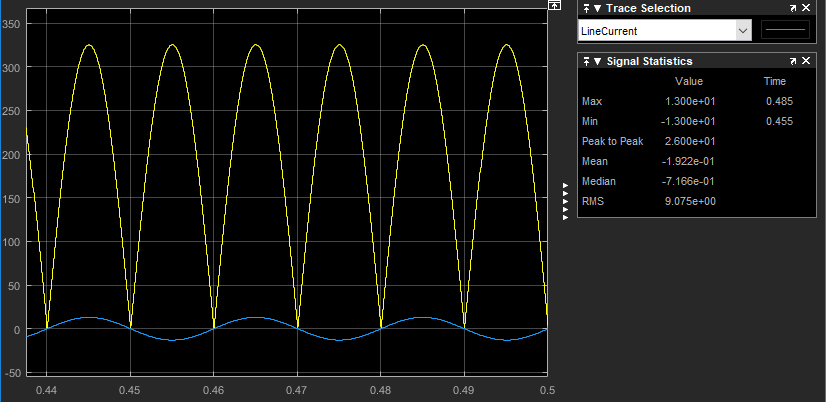 350
300
250
200
150
100
50
0
-50
0.44 0.45 0.46 0.47 0.48 0.49 0.5
Trace Selection
LineCurrent
Signal Statistics
Value Time
Max 1.300e+01 0.485
Min -1.300e+01 0.455
Peak to Peak 2.600e+01
Mean -1.922e-01
Median -7.166e-01
RMS 9.075e+00